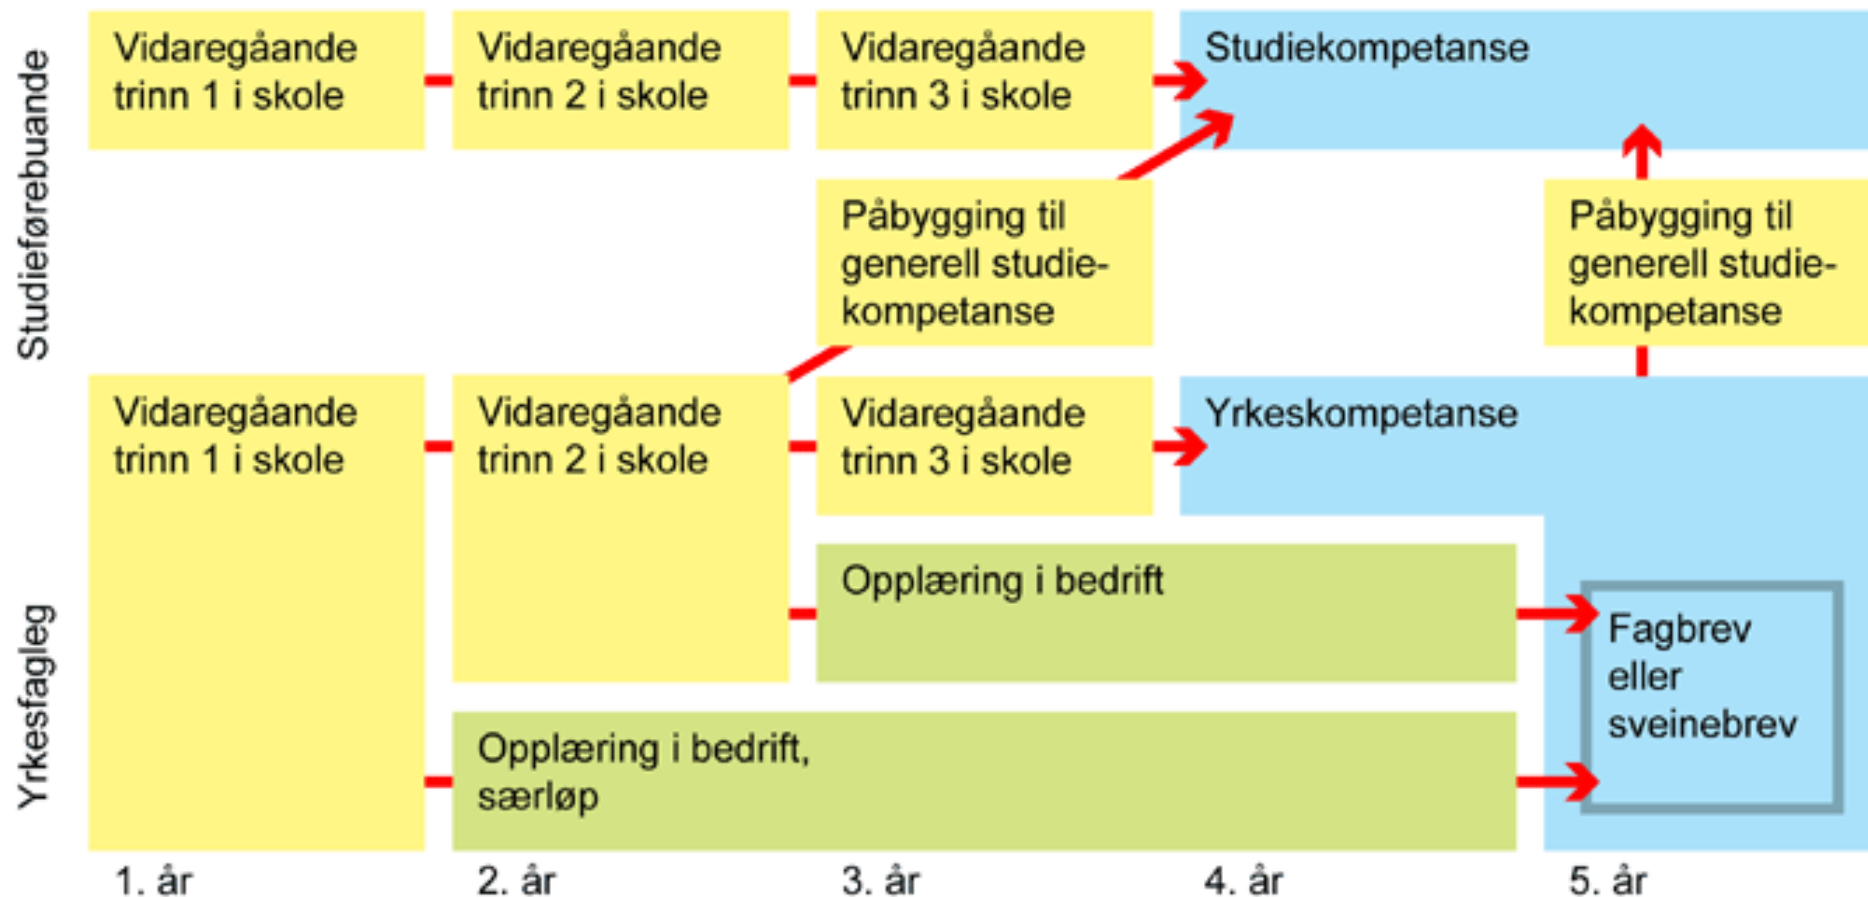 Studieførebuande
Vidaregåande
trinn 1 i skole
Vidaregåande
trinn 2 i skole
Vidaregåande
trinn 3 i skole
Studiekompetanse
Påbygging til
generell studie-
kompetanse
Påbygging til
generell studie-
kompetanse
Yrkesfagleg
Vidaregåande
trinn 1 i skole
Vidaregåande
trinn 2 i skole
Vidaregåande
trinn 3 i skole
Yrkeskompetanse
Opplæring i bedrift
Fagbrev
eller
sveinebrev
Opplæring i bedrift,
særløp
1. år
2. år
3. år
4. år
5. år